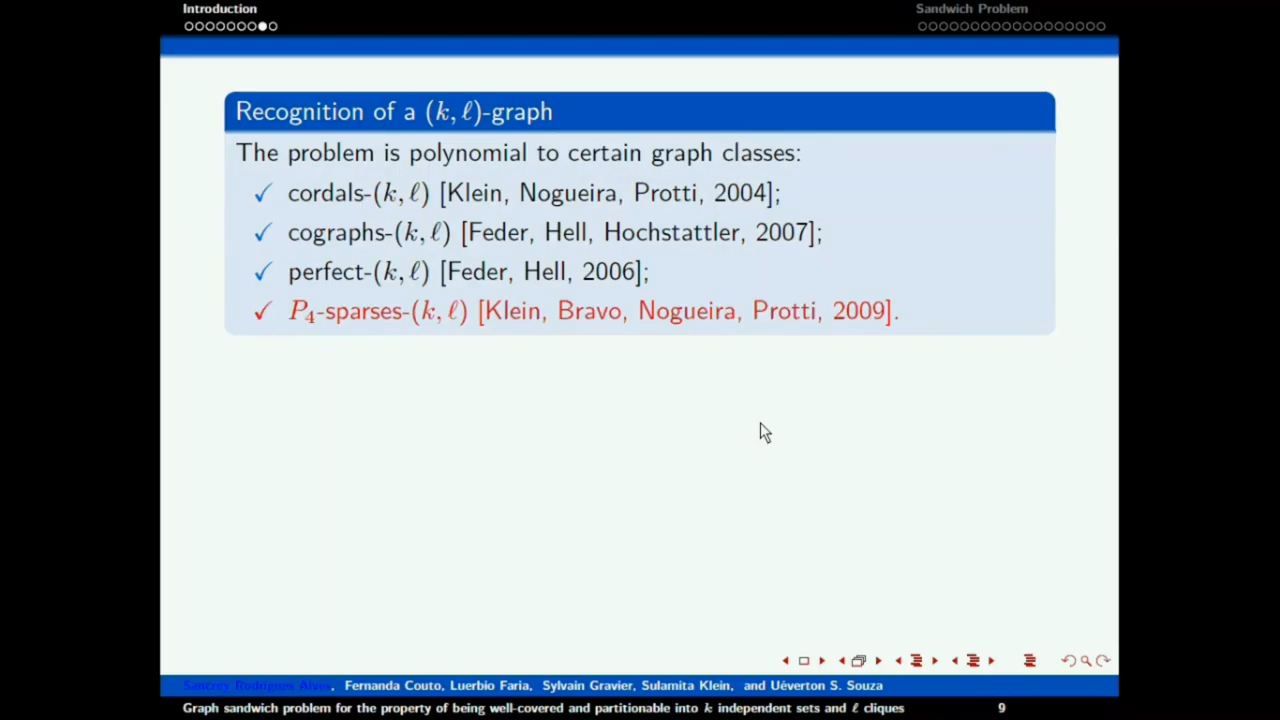 Introduction
Sandwich Problem
Recognition of a (k, ℓ)-graph
The problem is polynomial to certain graph classes:
✓ cordals-(k, ℓ) [Klein, Nogueira, Protti, 2004];
✓ cographs-(k, ℓ) [Feder, Hell, Hochstattler, 2007];
✓ perfect-(k, ℓ) [Feder, Hell, 2006];
✓ P₄-sparses-(k, ℓ) [Klein, Bravo, Nogueira, Protti, 2009].
Sancrey Rodrigues Alves, Fernanda Couto, Luerbio Faria, Sylvain Gravier, Sulamita Klein, and Uéverton S. Souza
Graph sandwich problem for the property of being well-covered and partitionable into k independent sets and ℓ cliques 9